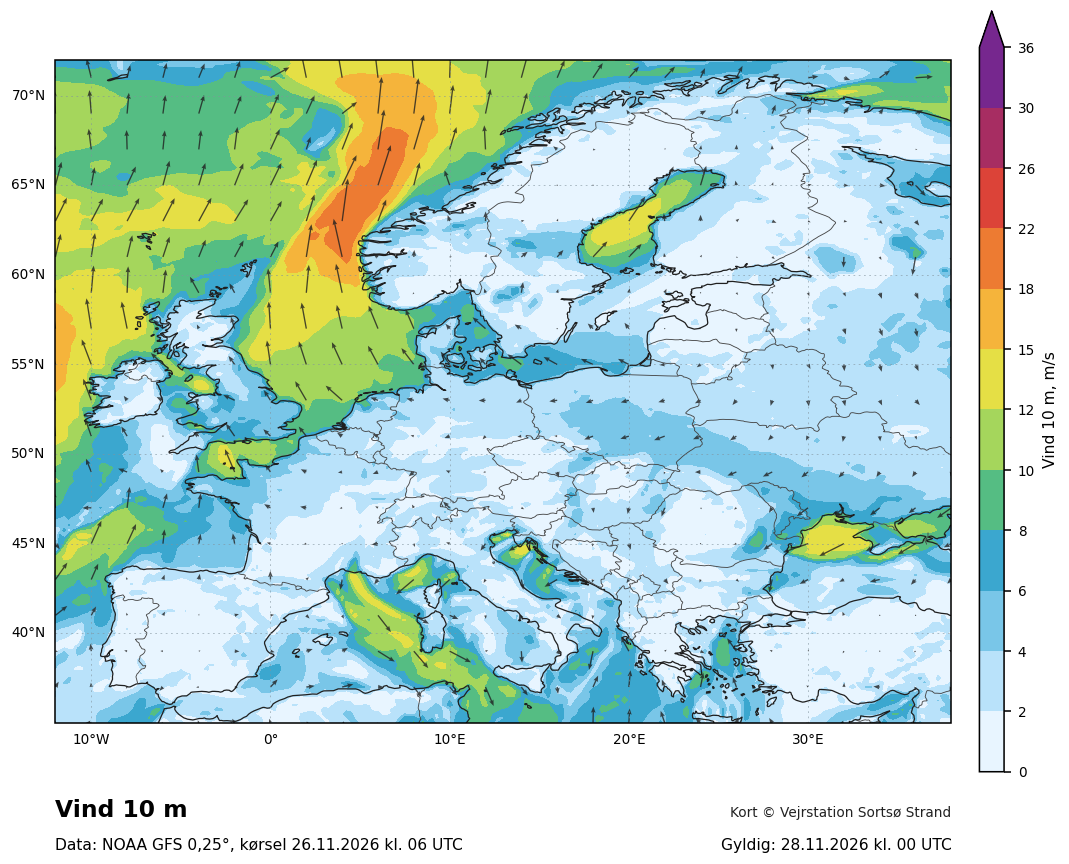 36
30
26
22
18
15
12
10
8
6
4
2
0
Vind 10 m, m/s
70°N
65°N
60°N
55°N
50°N
45°N
40°N
10°W
0°
10°E
20°E
30°E
Vind 10 m
Kort © Vejrstation Sortsø Strand
Data: NOAA GFS 0,25°, kørsel 26.11.2026 kl. 06 UTC
Gyldig: 28.11.2026 kl. 00 UTC